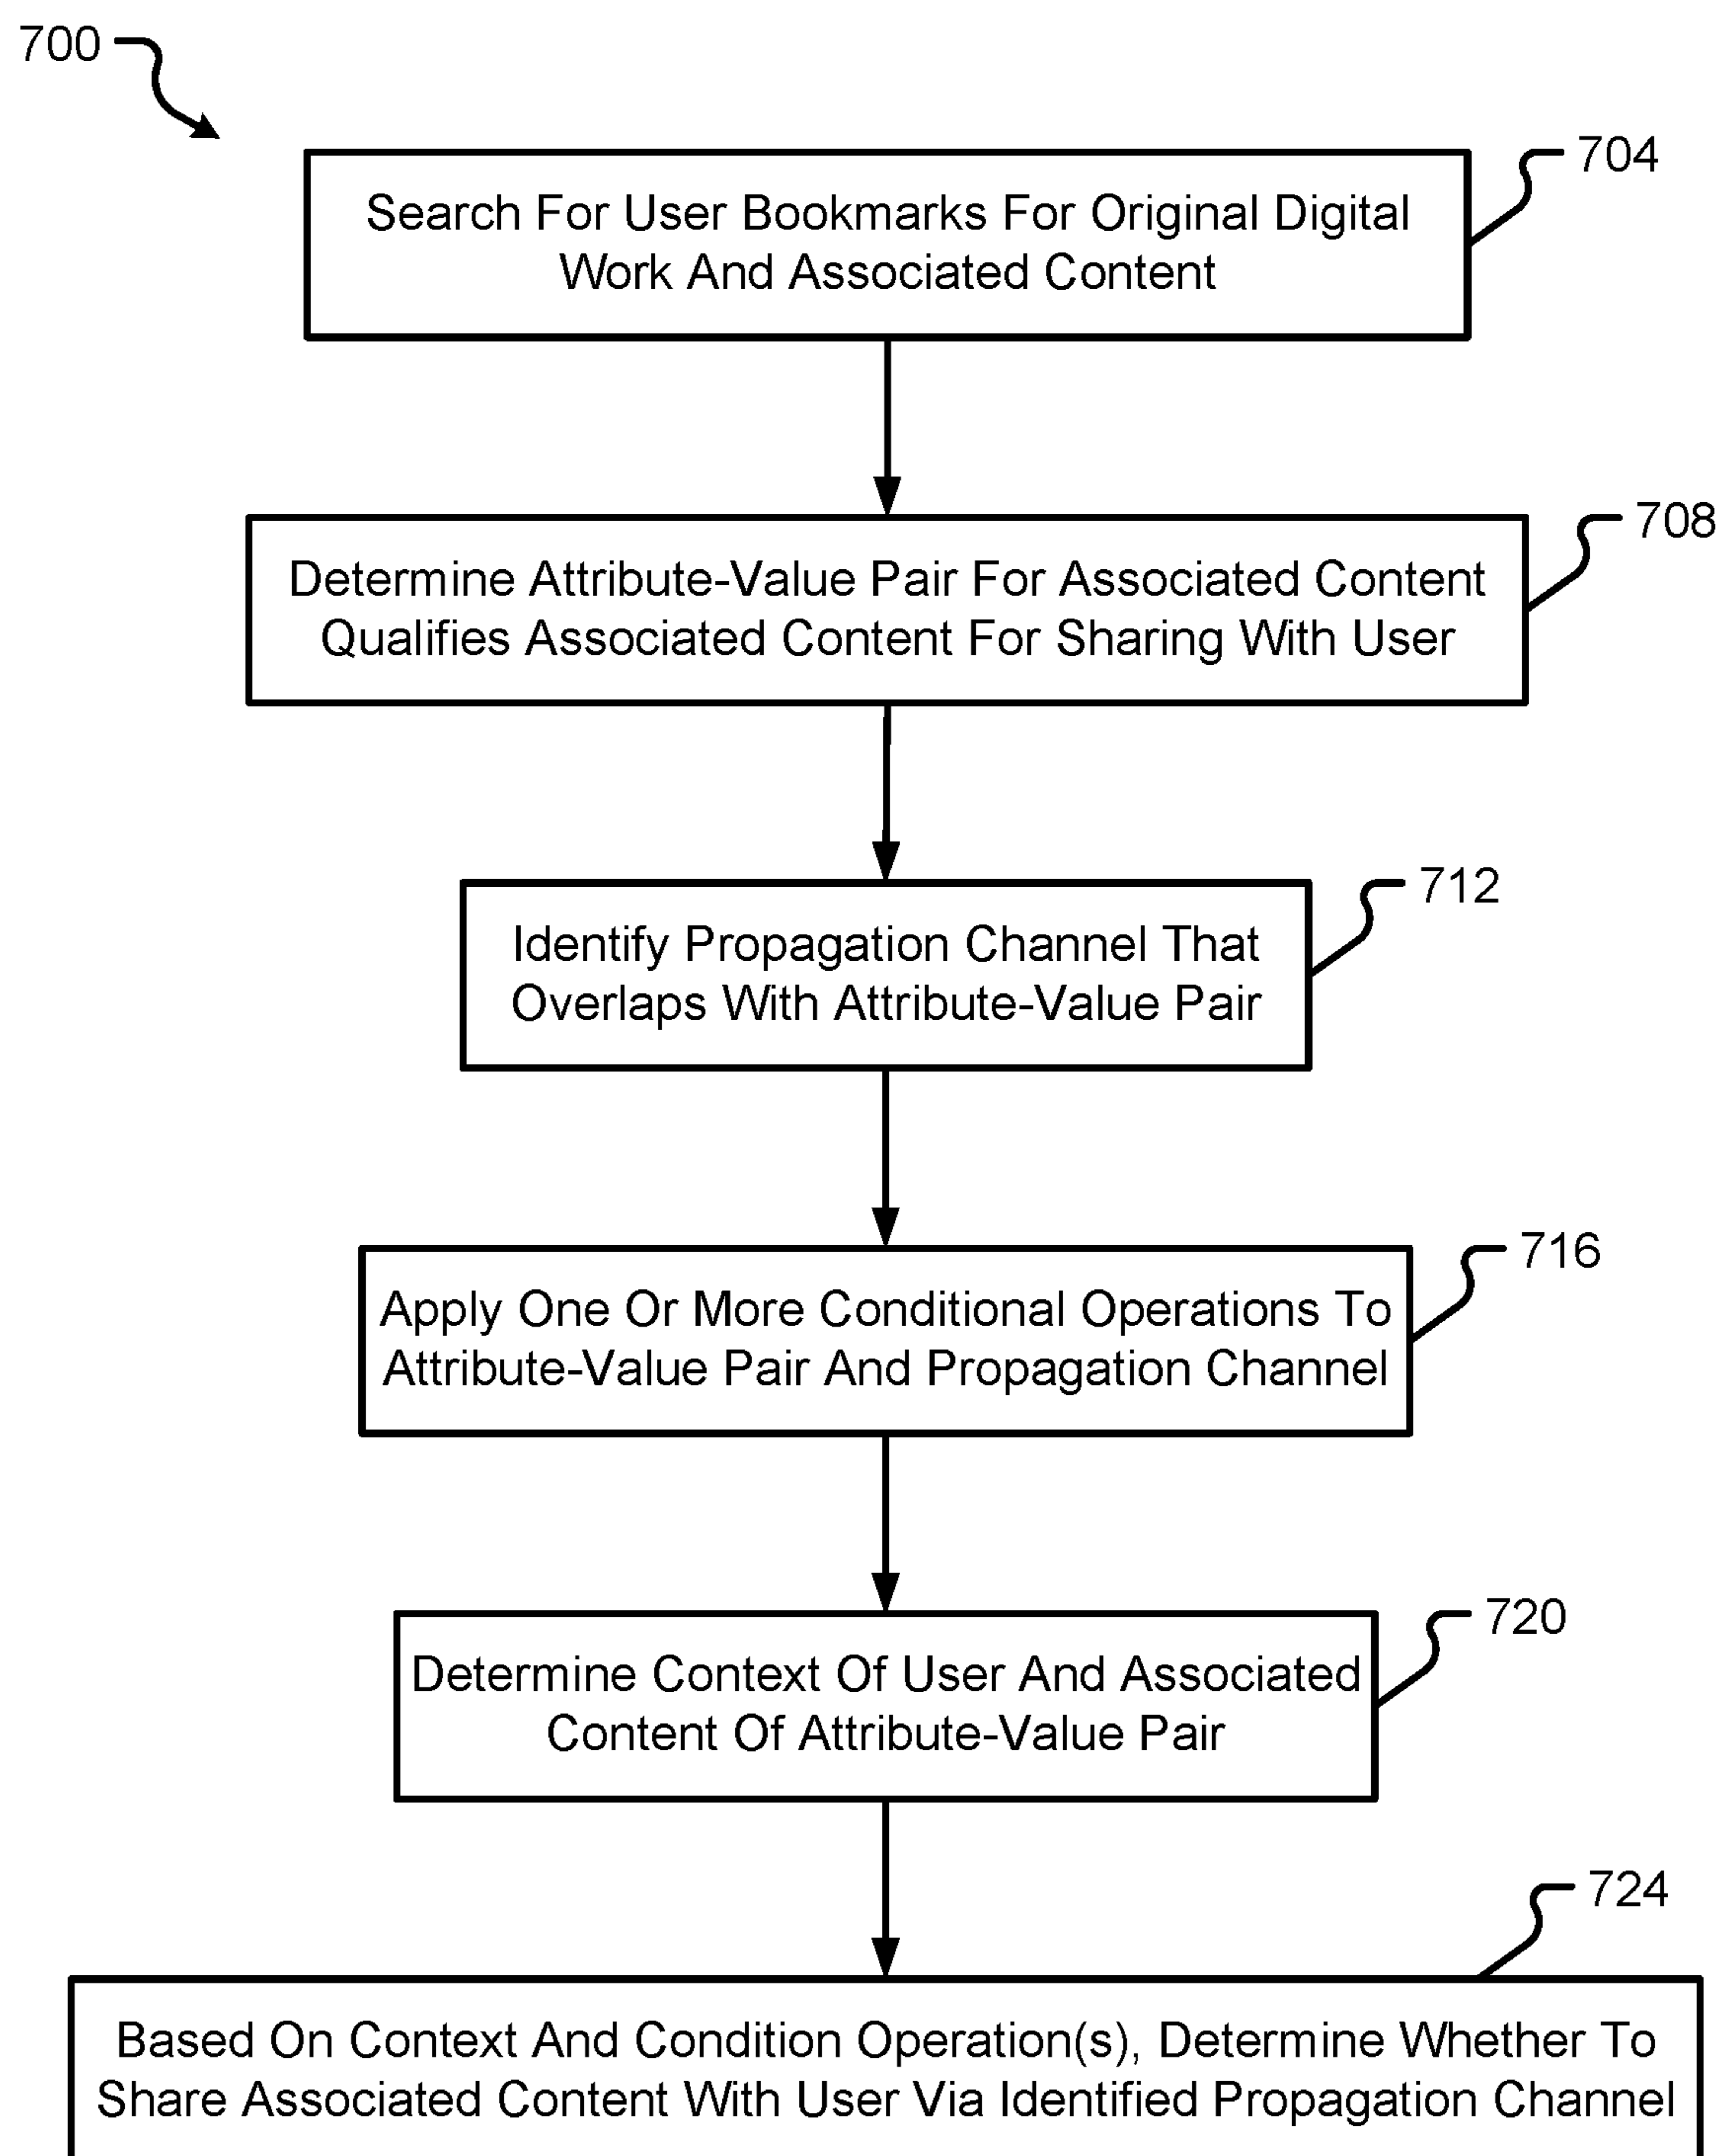 700
704
Search For User Bookmarks For Original Digital
Work And Associated Content
708
Determine Attribute-Value Pair For Associated Content
Qualifies Associated Content For Sharing With User
712
Identify Propagation Channel That
Overlaps With Attribute-Value Pair
716
Apply One Or More Conditional Operations To
Attribute-Value Pair And Propagation Channel
720
Determine Context Of User And Associated
Content Of Attribute-Value Pair
724
Based On Context And Condition Operation(s), Determine Whether To
Share Associated Content With User Via Identified Propagation Channel